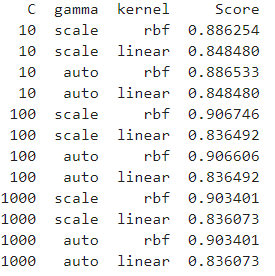 C gamma kernel Score
10 scale rbf 0.886254
10 scale linear 0.848480
10 auto rbf 0.886533
10 auto linear 0.848480
100 scale rbf 0.906746
100 scale linear 0.836492
100 auto rbf 0.906606
100 auto linear 0.836492
1000 scale rbf 0.903401
1000 scale linear 0.836073
1000 auto rbf 0.903401
1000 auto linear 0.836073